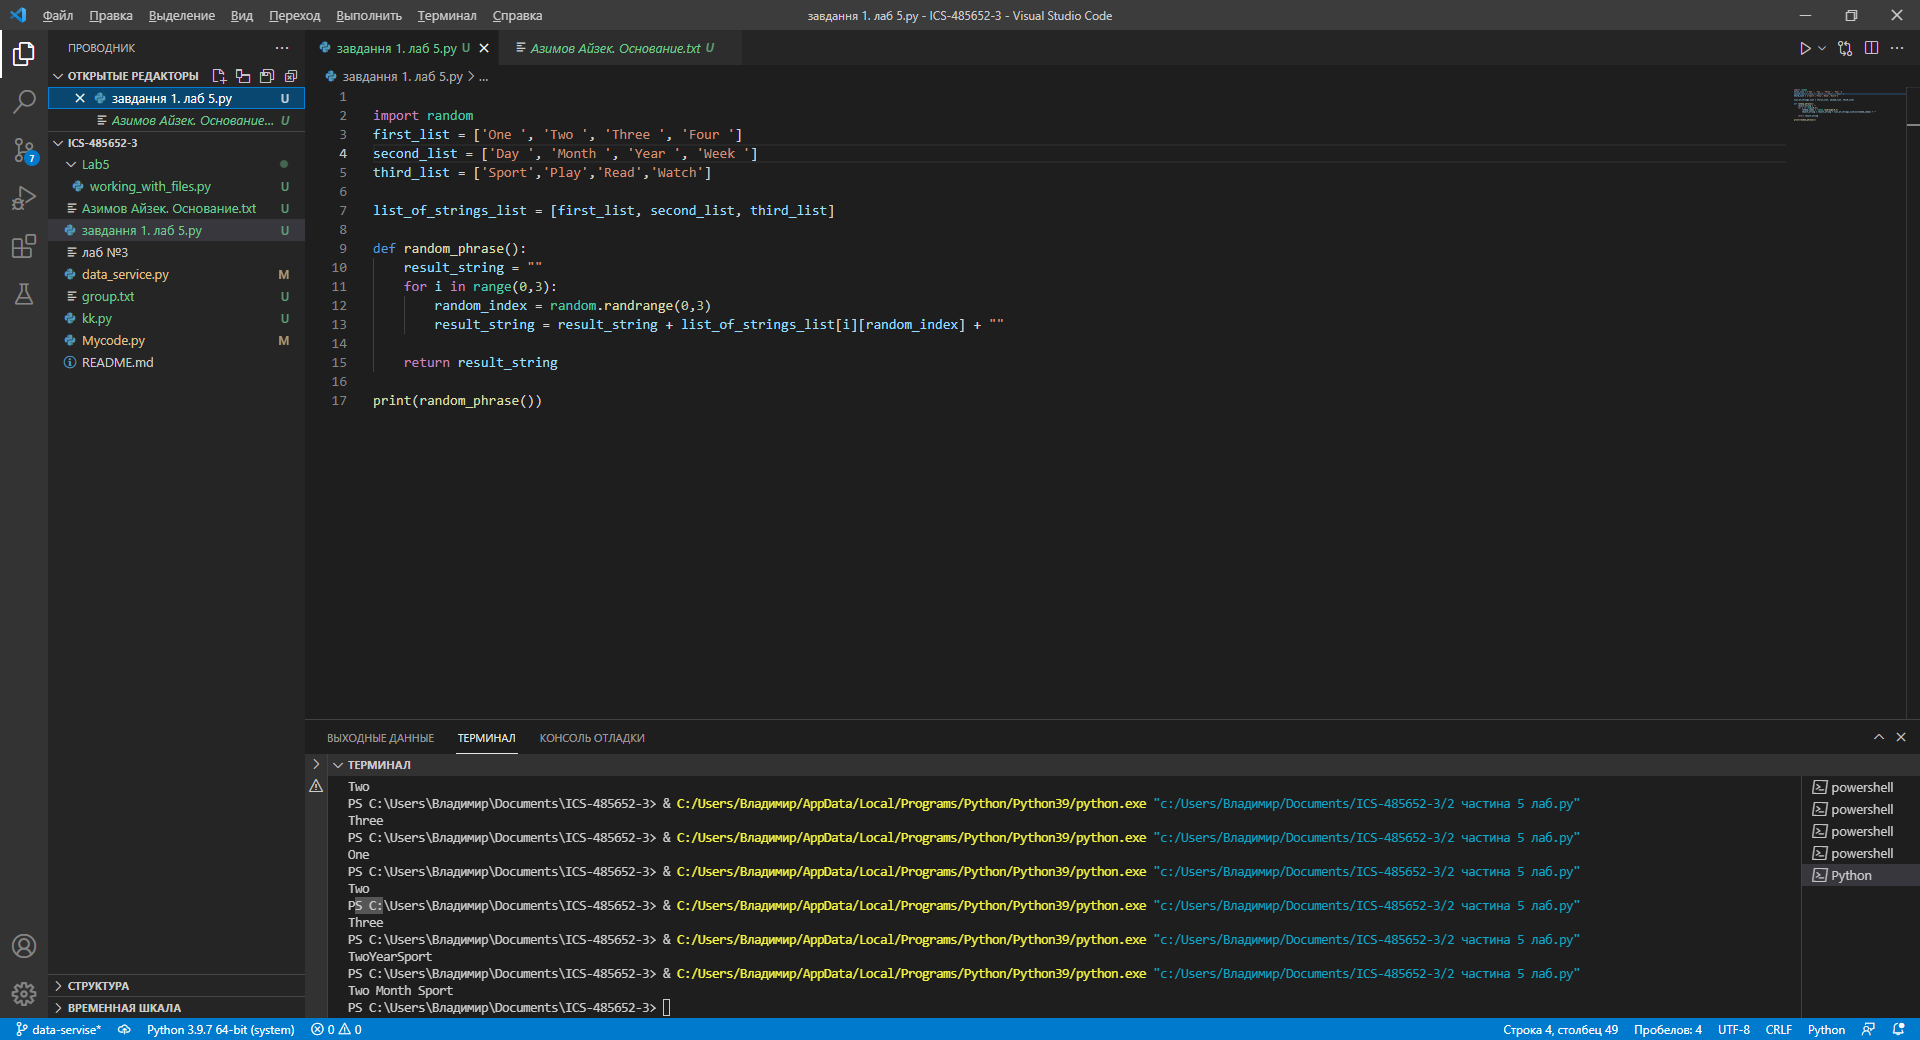 Файл Правка Выделение Вид Переход Выполнить Терминал Справка
завдання 1. лаб 5.py - ICS-485652-3 - Visual Studio Code
ПРОВОДНИК
ОТКРЫТЫЕ РЕДАКТОРЫ
завдання 1. лаб 5.py U
Азимов Айзек. Основание... U
ICS-485652-3
Lab5
working_with_files.py U
Азимов Айзек. Основание.txt U
завдання 1. лаб 5.py U
лаб №3
data_service.py M
group.txt U
kk.py U
Mycode.py M
README.md
СТРУКТУРА
ВРЕМЕННАЯ ШКАЛА
7
завдання 1. лаб 5.py U
Азимов Айзек. Основание.txt U
завдання 1. лаб 5.py > ...
1
2 import random
3 first_list = ['One ', 'Two ', 'Three ', 'Four ']
4 second_list = ['Day ', 'Month ', 'Year ', 'Week ']
5 third_list = ['Sport','Play','Read','Watch']
6
7 list_of_strings_list = [first_list, second_list, third_list]
8
9 def random_phrase():
10 result_string = ""
11 for i in range(0,3):
12 random_index = random.randrange(0,3)
13 result_string = result_string + list_of_strings_list[i][random_index] + ""
14
15 return result_string
16
17 print(random_phrase())
ВЫХОДНЫЕ ДАННЫЕ ТЕРМИНАЛ КОНСОЛЬ ОТЛАДКИ
ТЕРМИНАЛ
Two
PS C:\Users\Владимир\Documents\ICS-485652-3> & C:/Users/Владимир/AppData/Local/Programs/Python/Python39/python.exe "c:/Users/Владимир/Documents/ICS-485652-3/2 частина 5 лаб.py"
Three
PS C:\Users\Владимир\Documents\ICS-485652-3> & C:/Users/Владимир/AppData/Local/Programs/Python/Python39/python.exe "c:/Users/Владимир/Documents/ICS-485652-3/2 частина 5 лаб.py"
One
PS C:\Users\Владимир\Documents\ICS-485652-3> & C:/Users/Владимир/AppData/Local/Programs/Python/Python39/python.exe "c:/Users/Владимир/Documents/ICS-485652-3/2 частина 5 лаб.py"
Two
PS C:\Users\Владимир\Documents\ICS-485652-3> & C:/Users/Владимир/AppData/Local/Programs/Python/Python39/python.exe "c:/Users/Владимир/Documents/ICS-485652-3/2 частина 5 лаб.py"
Three
PS C:\Users\Владимир\Documents\ICS-485652-3> & C:/Users/Владимир/AppData/Local/Programs/Python/Python39/python.exe "c:/Users/Владимир/Documents/ICS-485652-3/2 частина 5 лаб.py"
TwoYearSport
PS C:\Users\Владимир\Documents\ICS-485652-3> & C:/Users/Владимир/AppData/Local/Programs/Python/Python39/python.exe "c:/Users/Владимир/Documents/ICS-485652-3/2 частина 5 лаб.py"
Two Month Sport
PS C:\Users\Владимир\Documents\ICS-485652-3>
powershell
powershell
powershell
powershell
Python
data-servise* Python 3.9.7 64-bit (system) 0 0
Строка 4, столбец 49 Пробелов: 4 UTF-8 CRLF Python